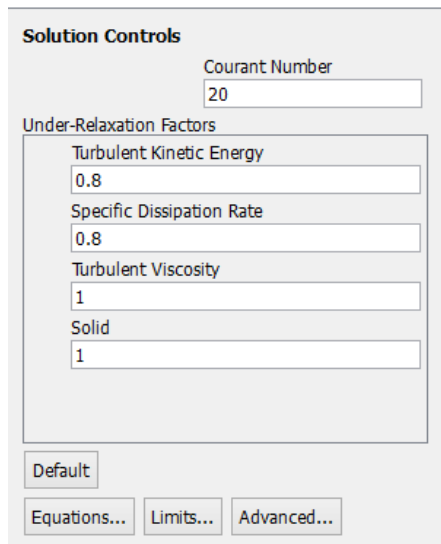 Solution Controls
Courant Number
20
Under-Relaxation Factors
Turbulent Kinetic Energy
0.8
Specific Dissipation Rate
0.8
Turbulent Viscosity
1
Solid
1
Default
Equations... Limits... Advanced...